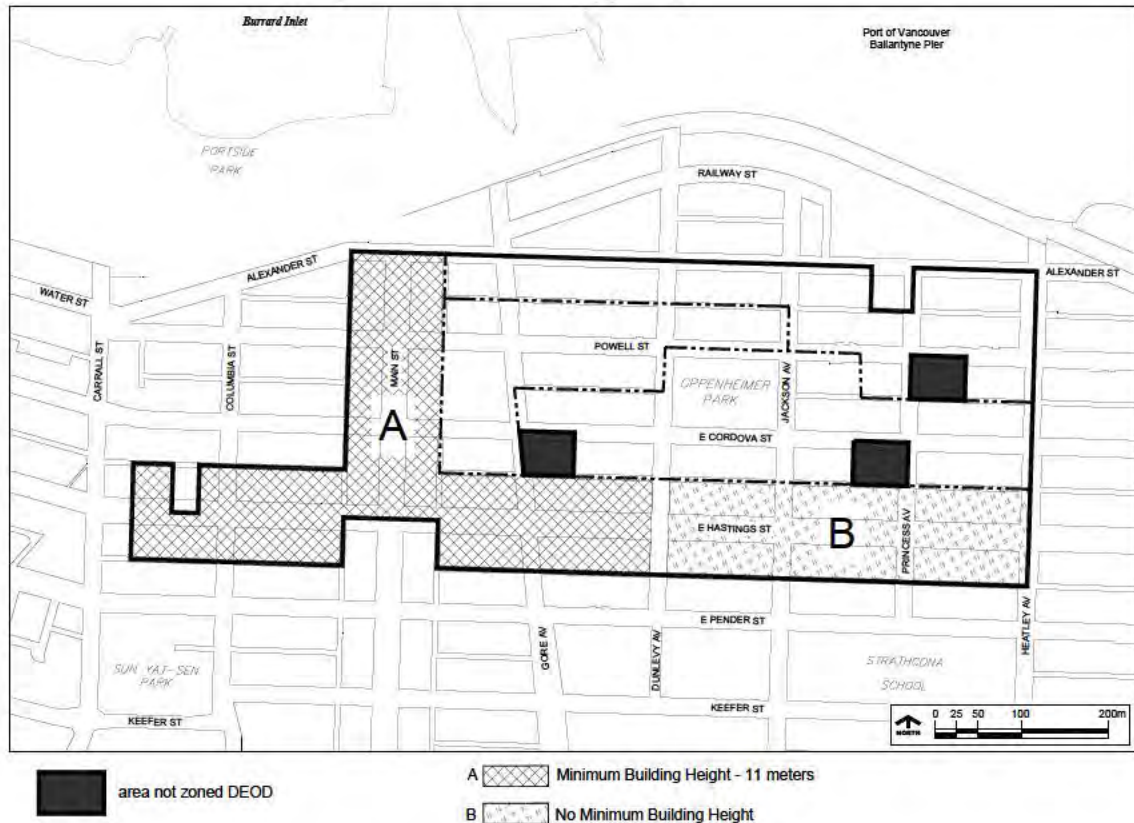 Burrard Inlet
Port of Vancouver
Ballantyne Pier
PORTSIDE
PARK
RAILWAY ST
ALEXANDER ST
ALEXANDER ST
WATER ST
CARRALL ST
COLUMBIA ST
MAIN ST
POWELL ST
OPPENHEIMER
PARK
JACKSON AV
A
E CORDOVA ST
E HASTINGS ST
B
PRINCESS AV
E PENDER ST
GORE AV
DUNLEVY AV
HEATLEY AV
SUN YAT-SEN
PARK
STRATHCONA
SCHOOL
KEEFER ST
KEEFER ST
NORTH
0 25 50 100 200m
area not zoned DEOD
A Minimum Building Height - 11 meters
B No Minimum Building Height